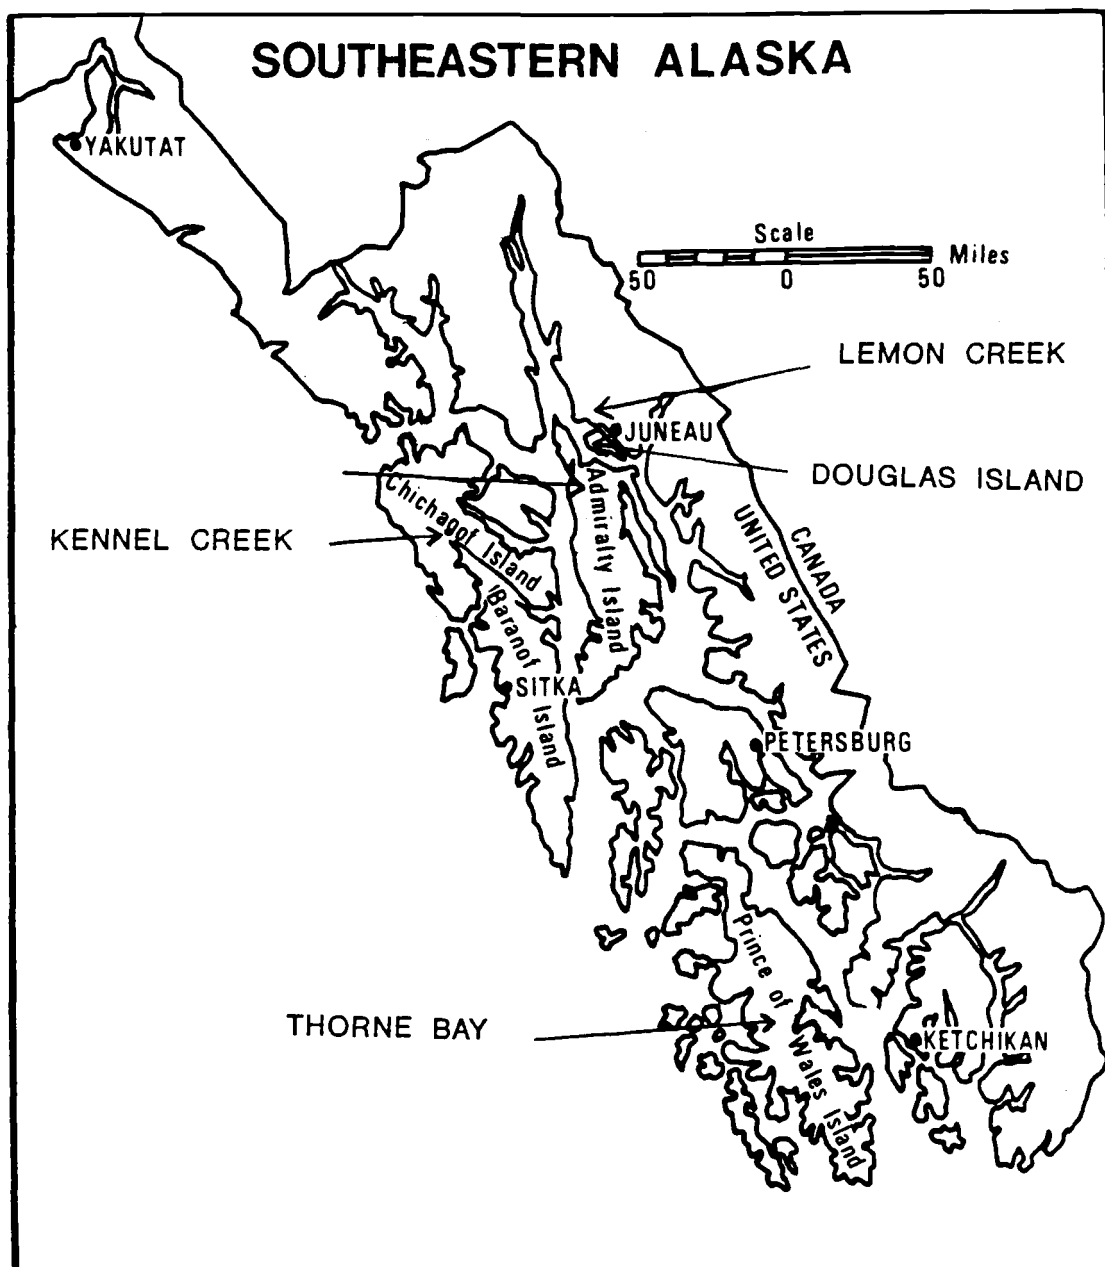 SOUTHEASTERN ALASKA
YAKUTAT
Scale
50 0 50 Miles
LEMON CREEK
JUNEAU
DOUGLAS ISLAND
Chichagof Island
Admiralty Island
KENNEL CREEK
CANADA
UNITED STATES
Baranof Island
SITKA
PETERSBURG
Prince of Wales Island
THORNE BAY
KETCHIKAN